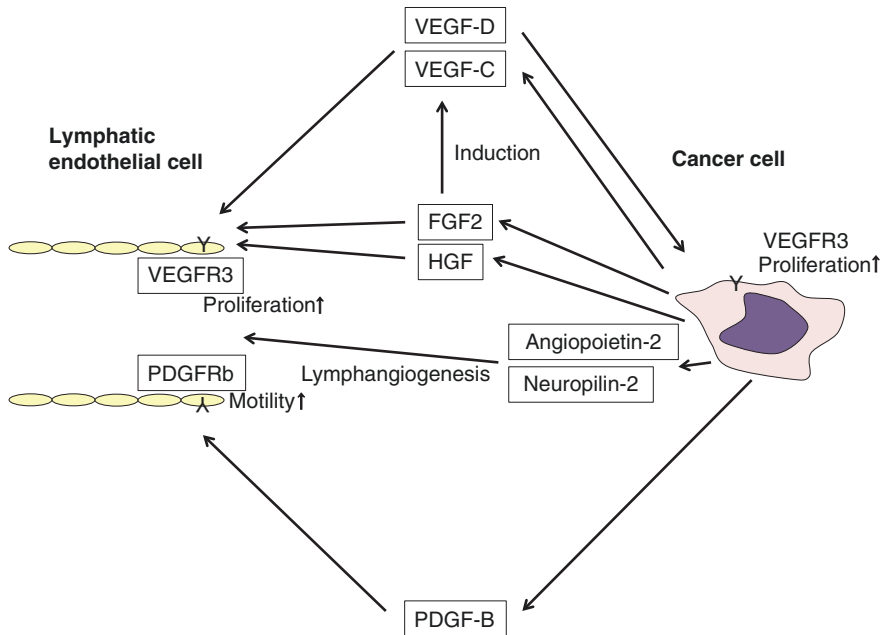 VEGF-D
VEGF-C
Lymphatic
endothelial cell
Induction
Cancer cell
FGF2
HGF
Y
VEGFR3
Proliferation↑
VEGFR3
Proliferation↑
Y
Angiopoietin-2
Neuropilin-2
Lymphangiogenesis
PDGFRb
Motility↑
Y
PDGF-B